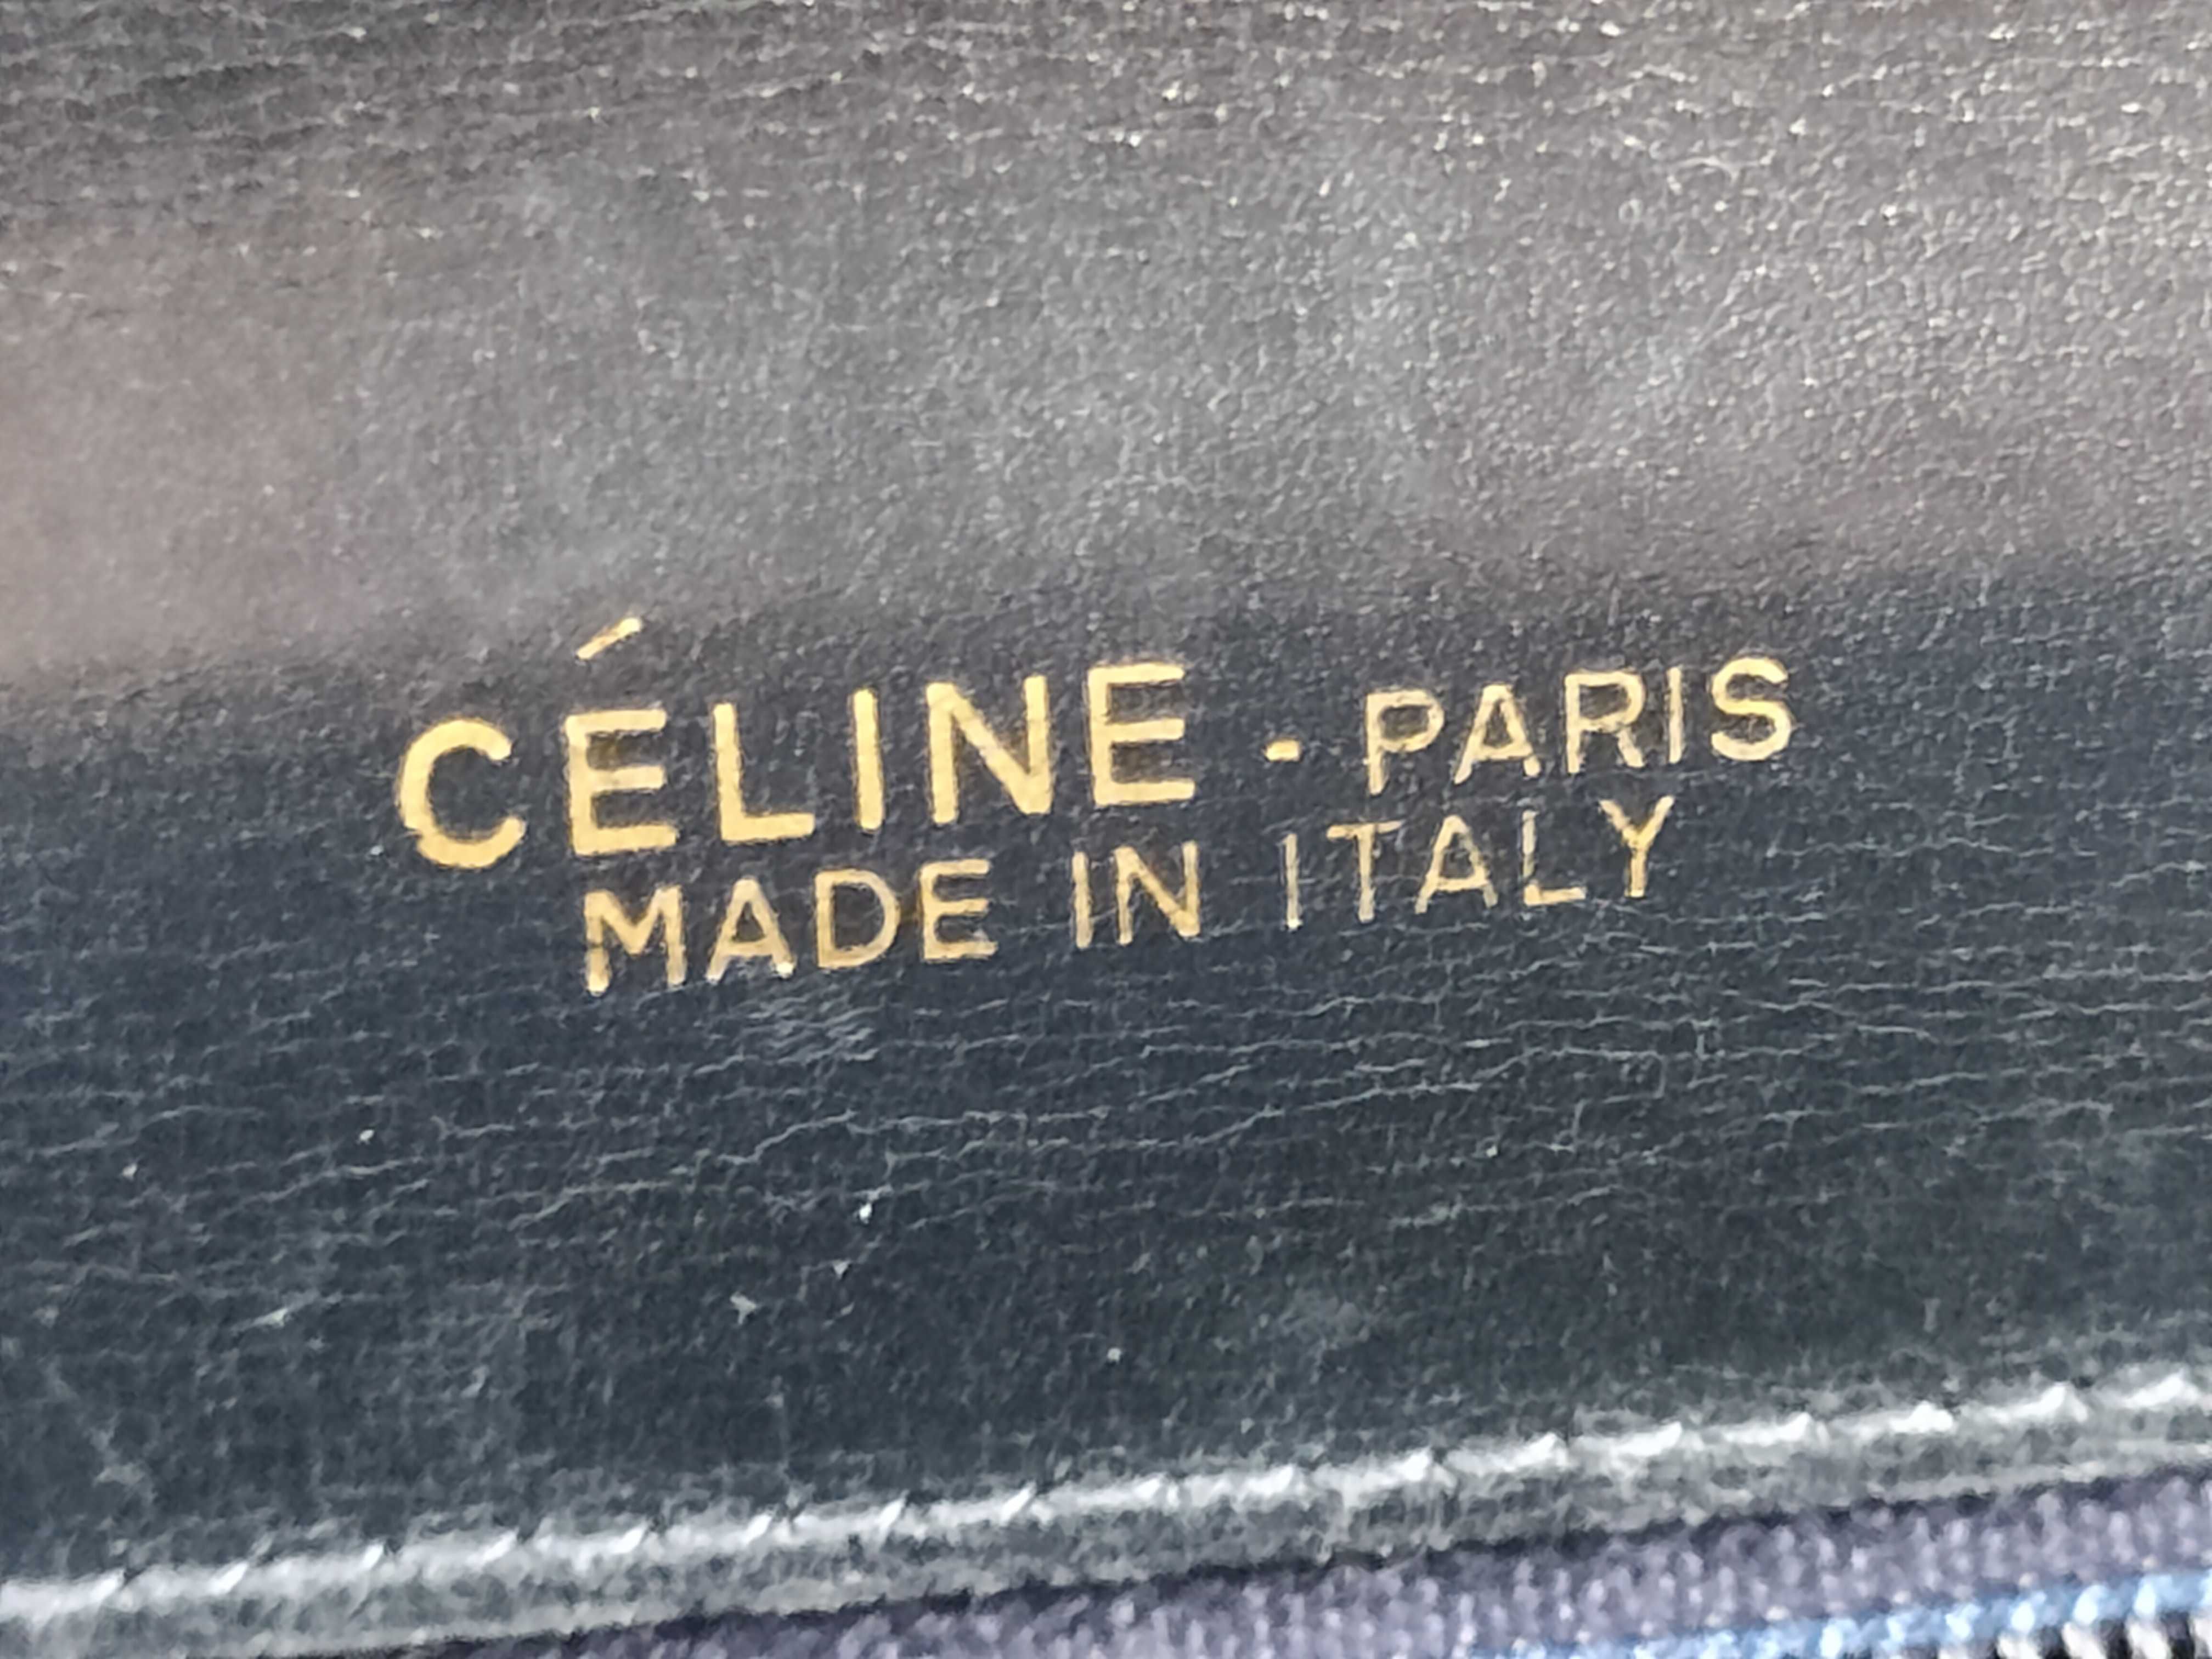 CÉLINE - PARIS
MADE IN ITALY